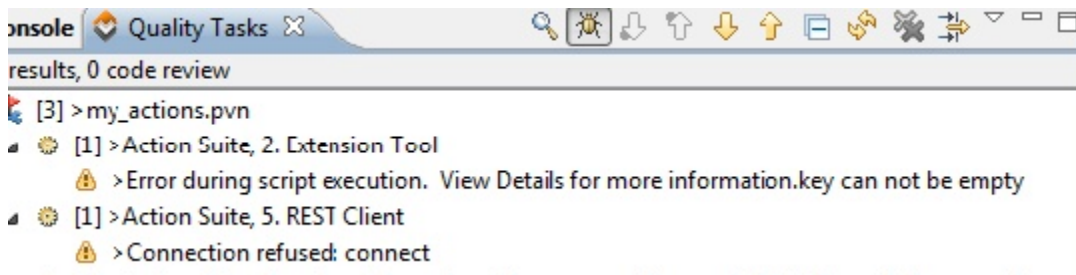 onsole Quality Tasks
results, 0 code review
[3] >my_actions.pvn
[1] >Action Suite, 2. Extension Tool
>Error during script execution.  View Details for more information.key can not be empty
[1] >Action Suite, 5. REST Client
>Connection refused: connect